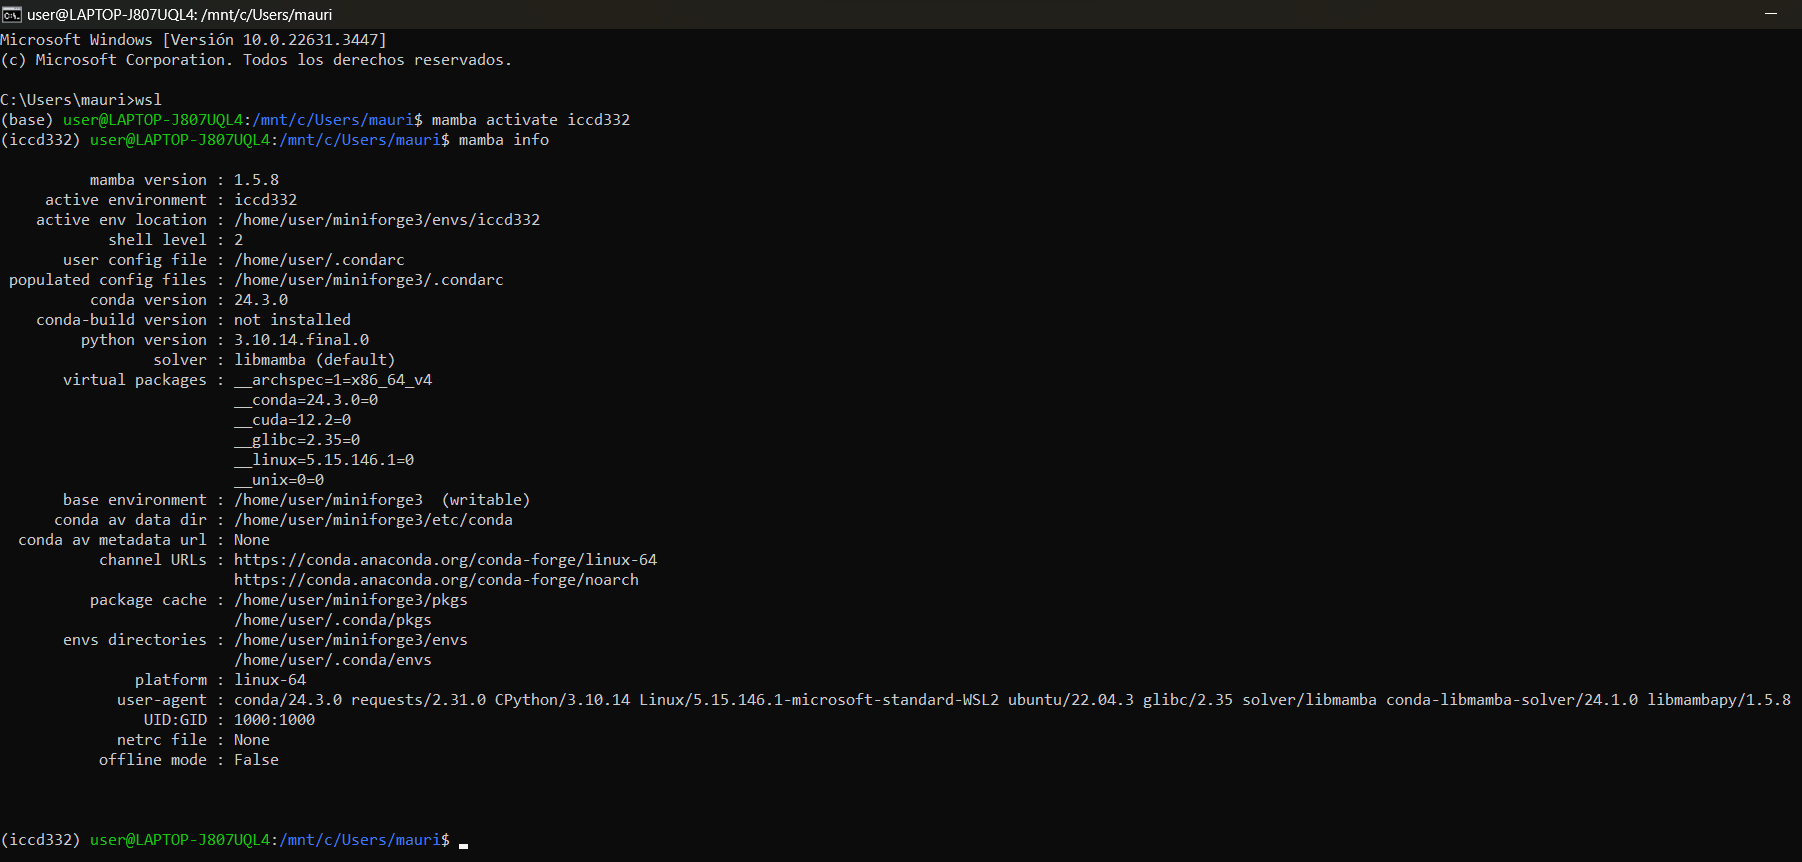 user@LAPTOP-J807UQL4: /mnt/c/Users/mauri
Microsoft Windows [Versión 10.0.22631.3447]
(c) Microsoft Corporation. Todos los derechos reservados.
C:\Users\mauri>wsl
(base) user@LAPTOP-J807UQL4:/mnt/c/Users/mauri$ mamba activate iccd332
(iccd332) user@LAPTOP-J807UQL4:/mnt/c/Users/mauri$ mamba info
mamba version : 1.5.8
active environment : iccd332
active env location : /home/user/miniforge3/envs/iccd332
shell level : 2
user config file : /home/user/.condarc
populated config files : /home/user/miniforge3/.condarc
conda version : 24.3.0
conda-build version : not installed
python version : 3.10.14.final.0
solver : libmamba (default)
virtual packages : __archspec=1=x86_64_v4
__conda=24.3.0=0
__cuda=12.2=0
__glibc=2.35=0
__linux=5.15.146.1=0
__unix=0=0
base environment : /home/user/miniforge3  (writable)
conda av data dir : /home/user/miniforge3/etc/conda
conda av metadata url : None
channel URLs : https://conda.anaconda.org/conda-forge/linux-64
https://conda.anaconda.org/conda-forge/noarch
package cache : /home/user/miniforge3/pkgs
/home/user/.conda/pkgs
envs directories : /home/user/miniforge3/envs
/home/user/.conda/envs
platform : linux-64
user-agent : conda/24.3.0 requests/2.31.0 CPython/3.10.14 Linux/5.15.146.1-microsoft-standard-WSL2 ubuntu/22.04.3 glibc/2.35 solver/libmamba conda-libmamba-solver/24.1.0 libmambapy/1.5.8
UID:GID : 1000:1000
netrc file : None
offline mode : False
(iccd332) user@LAPTOP-J807UQL4:/mnt/c/Users/mauri$